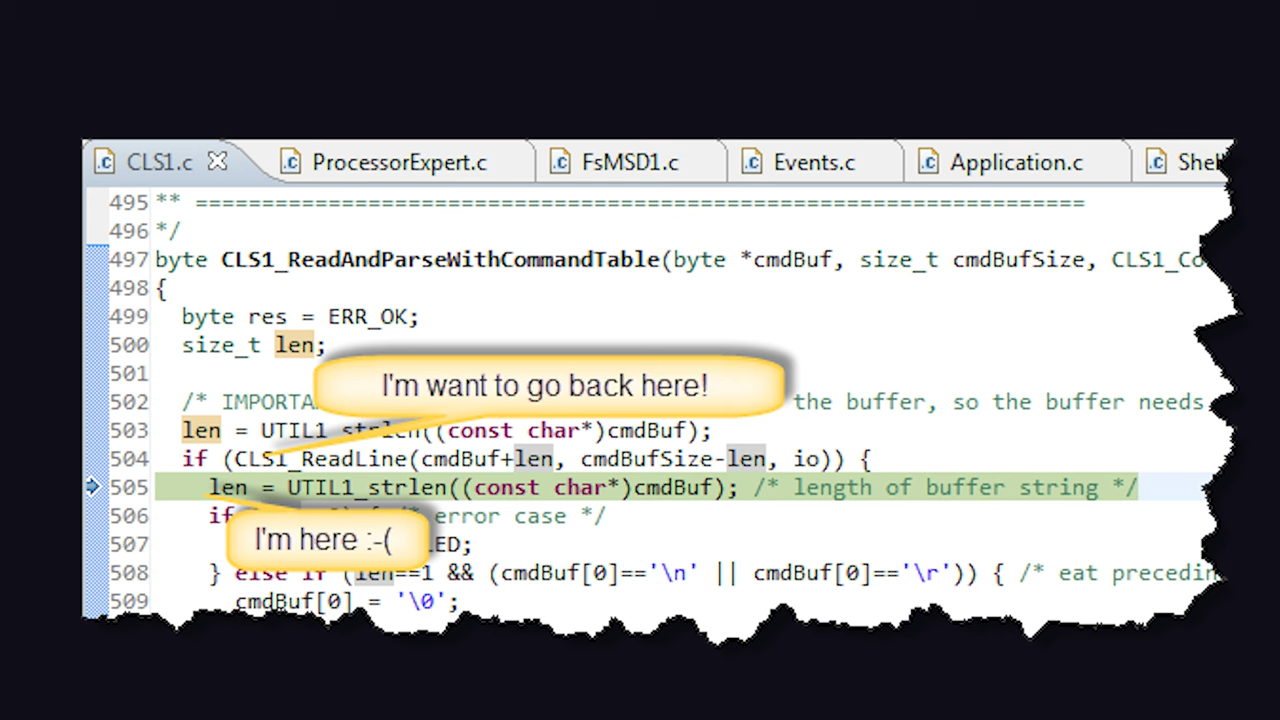 CLS1.c ProcessorExpert.c FsMSD1.c Events.c Application.c Shel
495 ** ===================================================================
496 */
497 byte CLS1_ReadAndParseWithCommandTable(byte *cmdBuf, size_t cmdBufSize, CLS1_Co
498 {
499 byte res = ERR_OK;
500 size_t len;
501
I'm want to go back here!
502 /* IMPORTA the buffer, so the buffer needs
503 len = UTIL1_strlen((const char*)cmdBuf);
504 if (CLS1_ReadLine(cmdBuf+len, cmdBufSize-len, io)) {
505 len = UTIL1_strlen((const char*)cmdBuf); /* length of buffer string */
506 if /* error case */
I'm here :-(
507 LED;
508 } else if (len==1 && (cmdBuf[0]=='\n' || cmdBuf[0]=='\r')) { /* eat precedin
509 cmdBuf[0] = '\0';